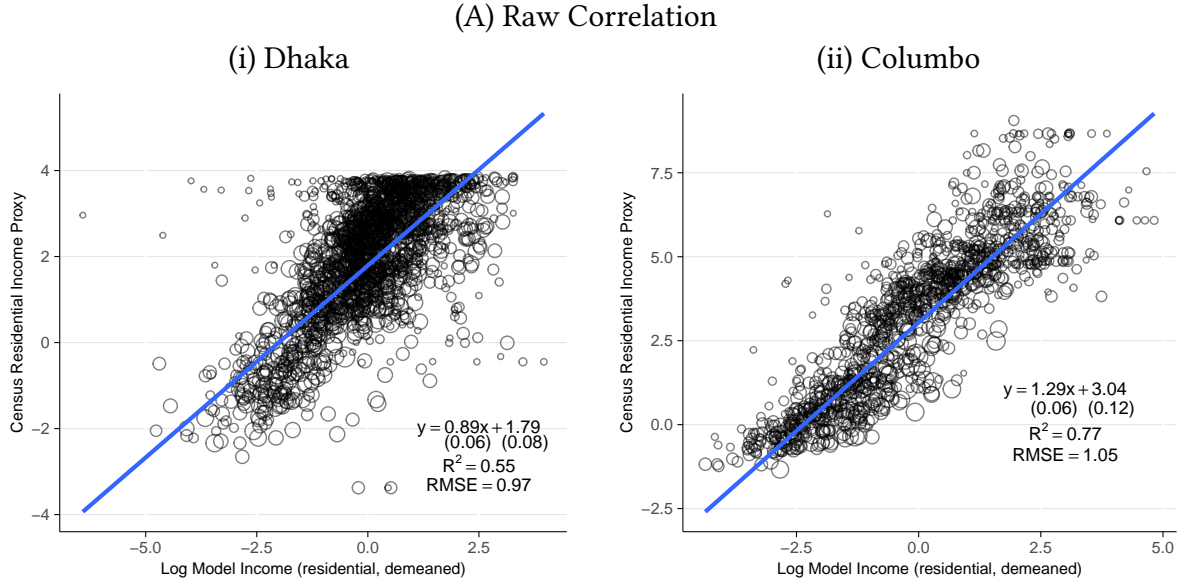 (A) Raw Correlation
(i) Dhaka
(ii) Columbo
Census Residential Income Proxy
4
2
0
−2
−4
y = 0.89x + 1.79
(0.06) (0.08)
R² = 0.55
RMSE = 0.97
−5.0 −2.5 0.0 2.5
Log Model Income (residential, demeaned)
Census Residential Income Proxy
7.5
5.0
2.5
0.0
−2.5
y = 1.29x + 3.04
(0.06) (0.12)
R² = 0.77
RMSE = 1.05
−2.5 0.0 2.5 5.0
Log Model Income (residential, demeaned)